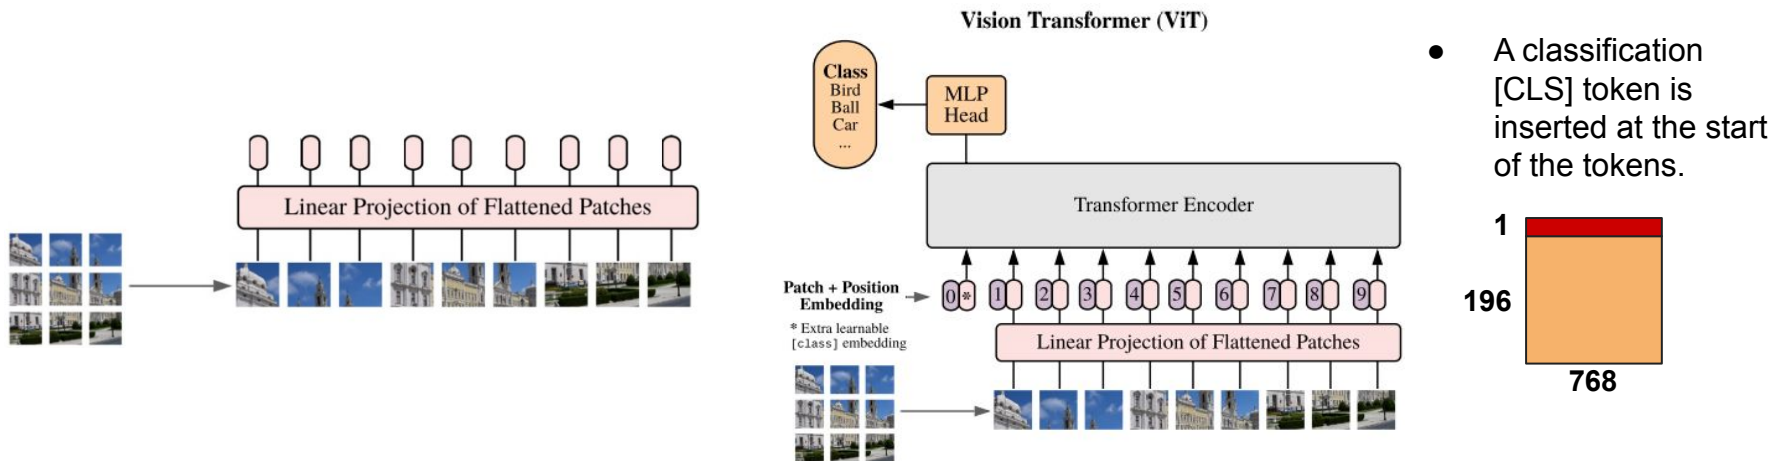 Linear Projection of Flattened Patches
Vision Transformer (ViT)
Class
Bird
Ball
Car
...
MLP
Head
Transformer Encoder
Patch + Position
Embedding
* Extra learnable
[class] embedding
0 * 1 2 3 4 5 6 7 8 9
Linear Projection of Flattened Patches
● A classification
[CLS] token is
inserted at the start
of the tokens.
1
196
768